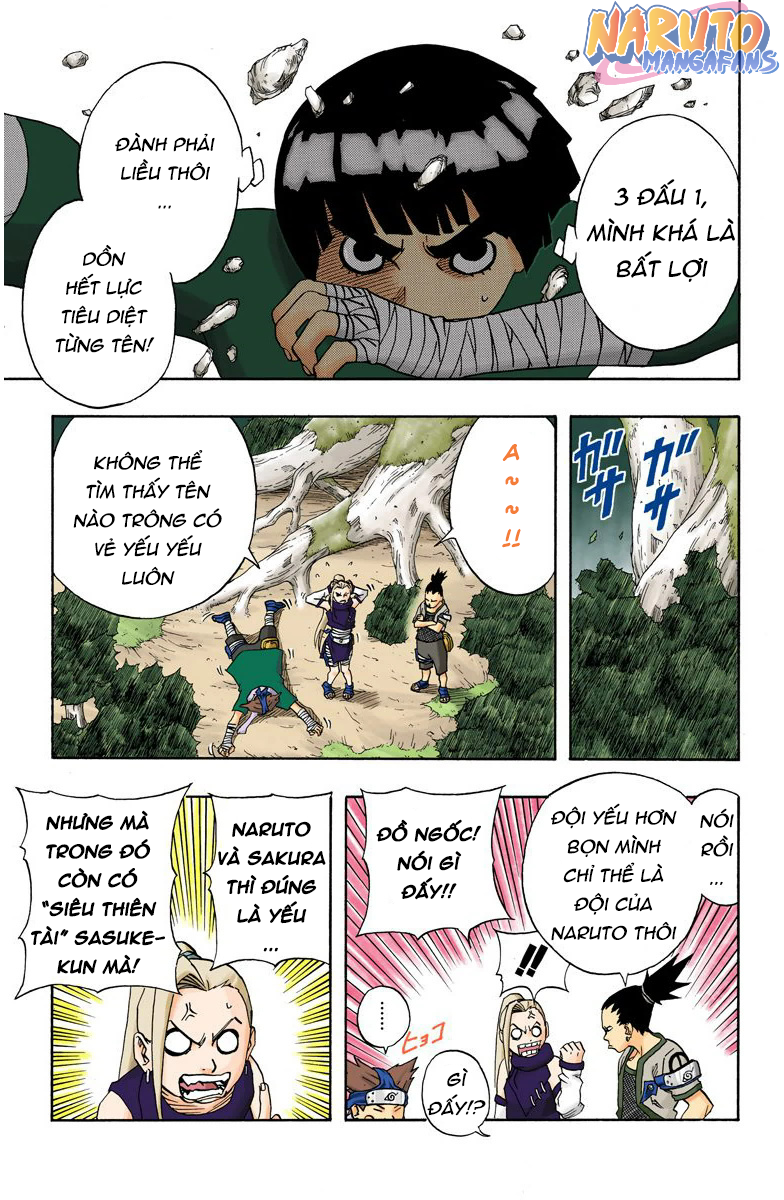 NARUTO
MANGAFANS
3 ĐẤU 1,
MÌNH KHÁ LÀ
BẤT LỢI
ĐÀNH PHẢI
LIỀU THÔI
...
DỒN
HẾT LỰC
TIÊU DIỆT
TỪNG TÊN!
ガサ
ガサ
A
~
~
!!
KHÔNG THỂ
TÌM THẤY TÊN
NÀO TRÔNG CÓ
VẺ YẾU YẾU
LUÔN
NÓI
RỒI
...
ĐỘI YẾU HƠN
BỌN MÌNH
CHỈ THỂ LÀ
ĐỘI CỦA
NARUTO THÔI
!!
ĐỒ NGỐC!
NÓI GÌ
ĐẤY!!
......
ヒョコ
GÌ
ĐẤY!?
NARUTO
VÀ SAKURA
THÌ ĐÚNG
LÀ YẾU
...
NHƯNG MÀ
TRONG ĐÓ
CÒN CÓ
"SIÊU THIÊN
TÀI" SASUKE-
KUN MÀ!